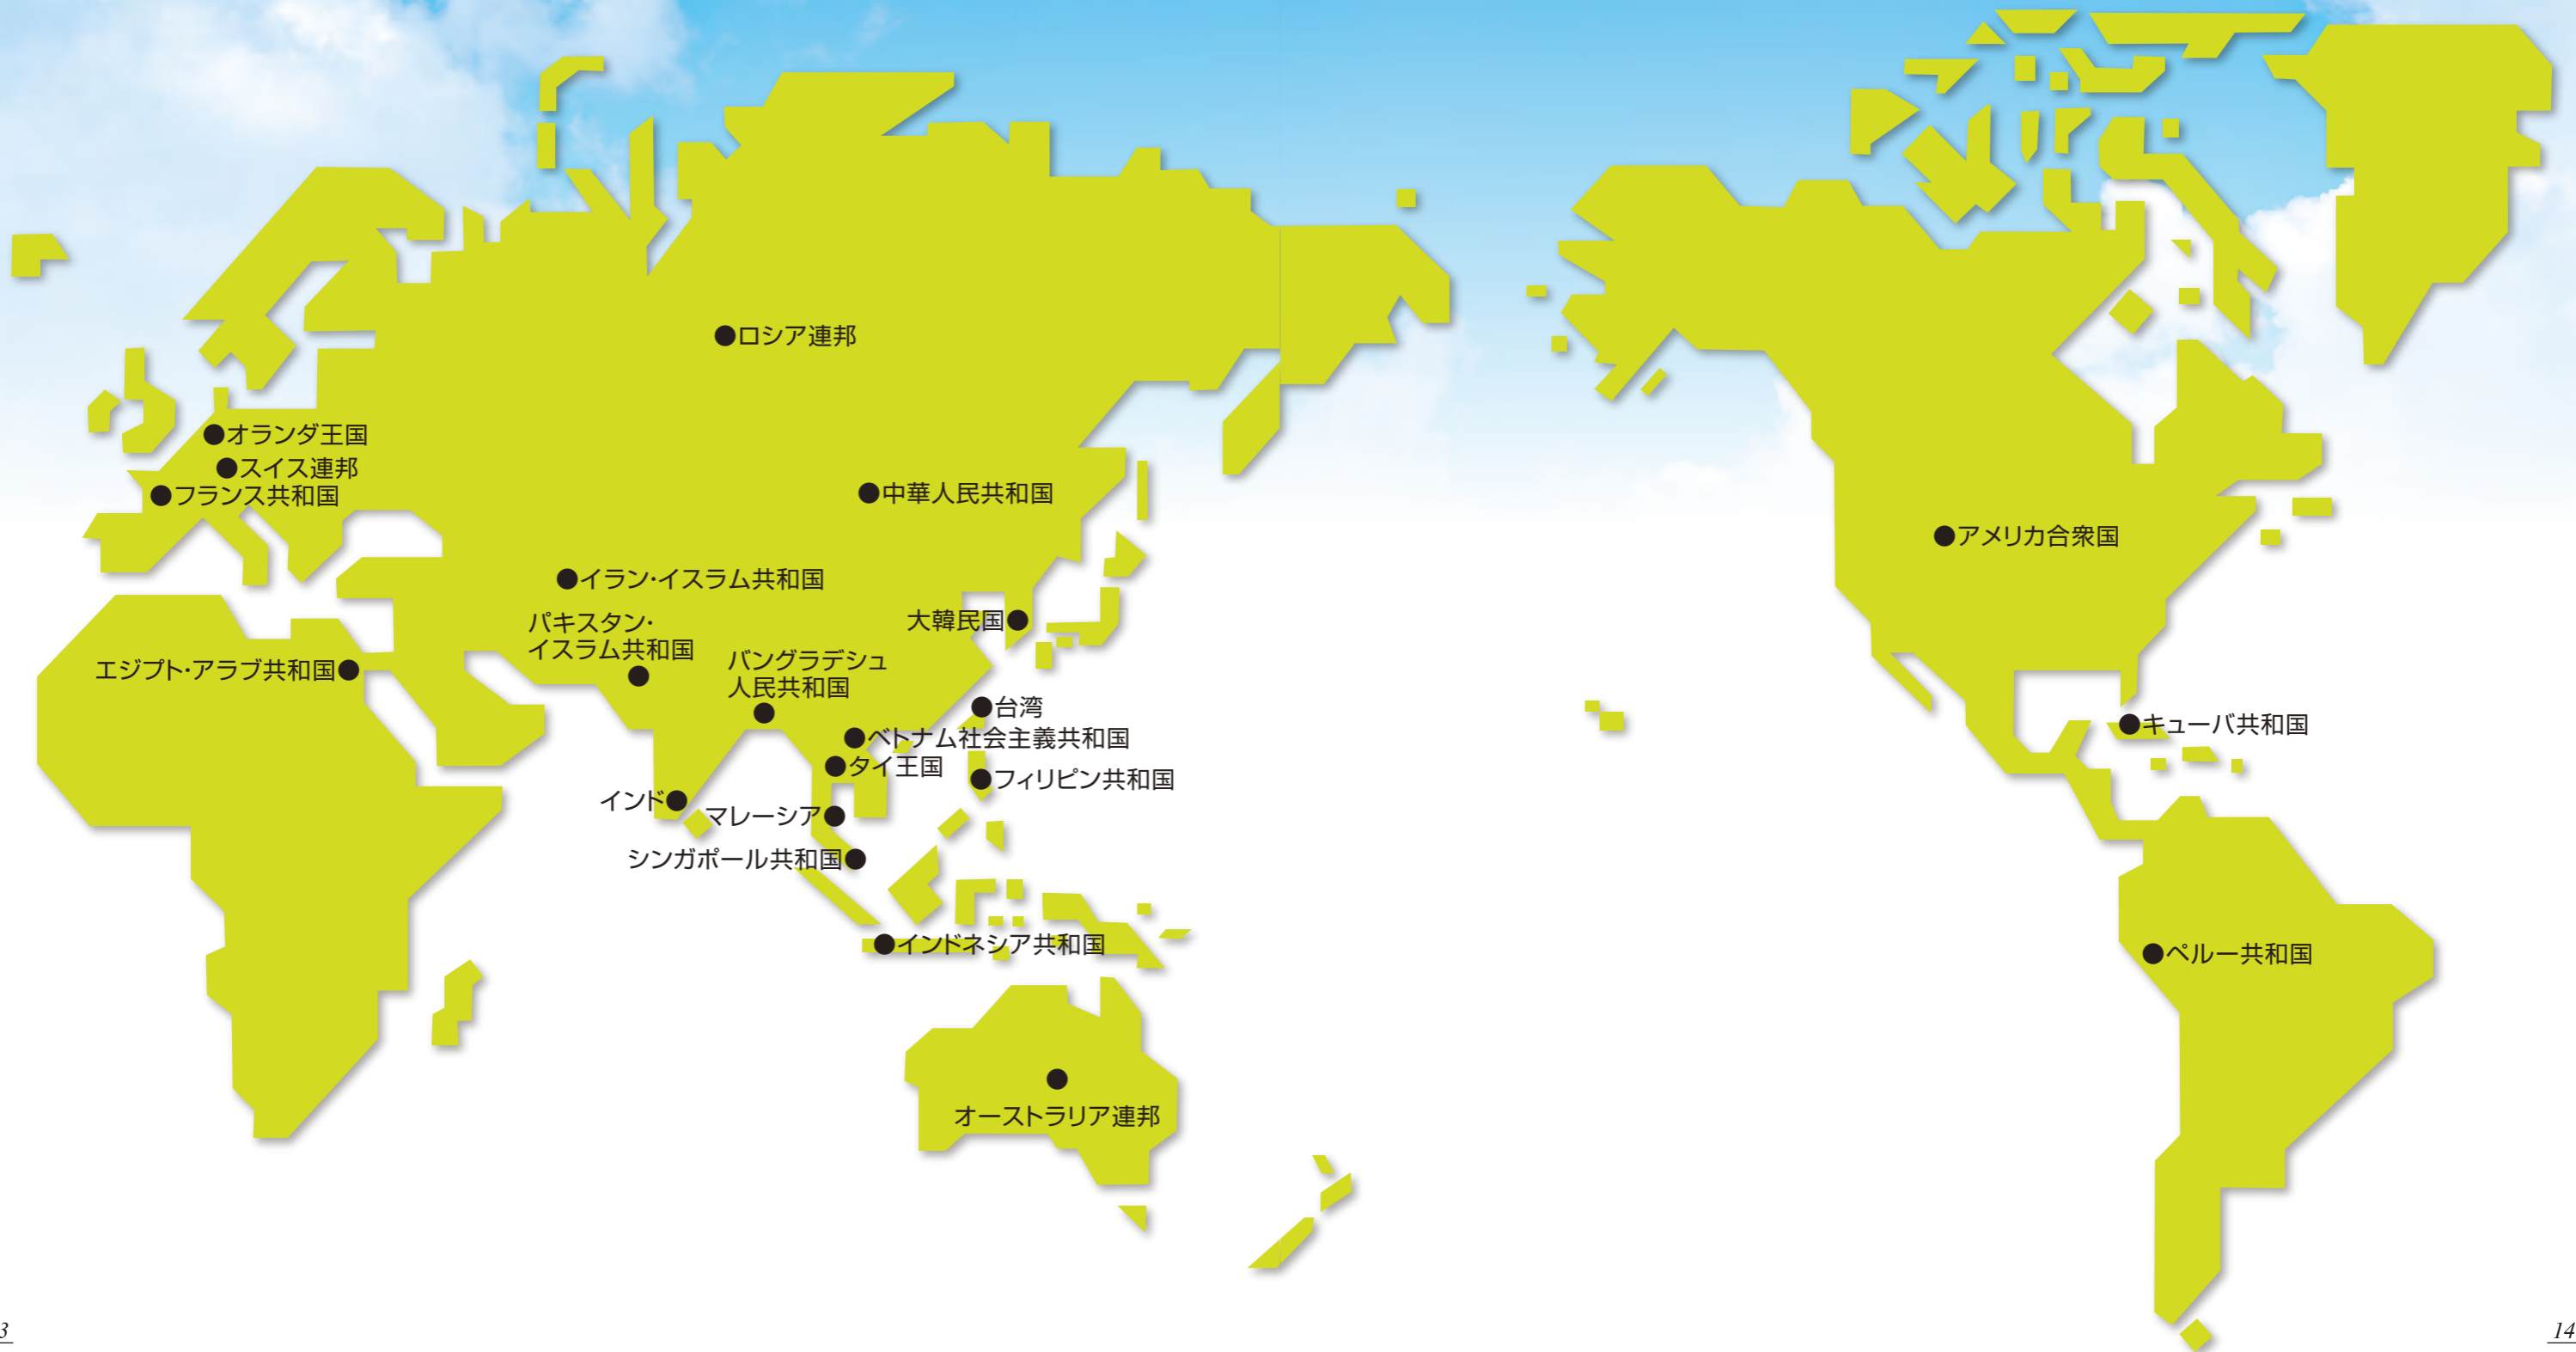 ●ロシア連邦
●オランダ王国
●スイス連邦
●フランス共和国
●中華人民共和国
●アメリカ合衆国
●イラン・イスラム共和国
パキスタン・
イスラム共和国
大韓民国●
エジプト・アラブ共和国●
バングラデシュ
人民共和国
●台湾
●キューバ共和国
●ベトナム社会主義共和国
●タイ王国
●フィリピン共和国
インド●
マレーシア●
シンガポール共和国●
●インドネシア共和国
●ペルー共和国
オーストラリア連邦
3
14